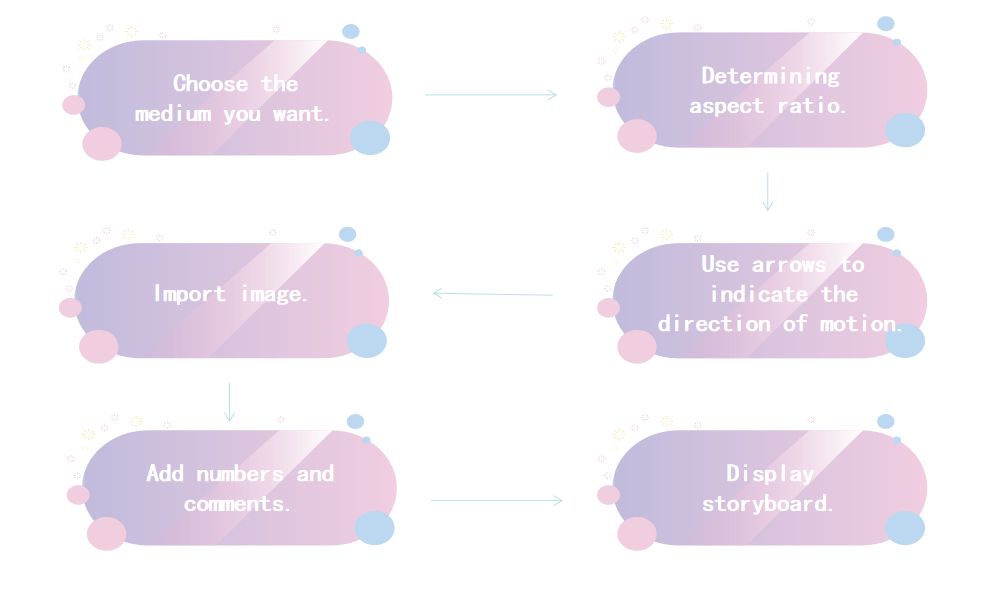 Choose the
medium you want.
Determining
aspect ratio.
Use arrows to
indicate the
direction of motion.
Import image.
Add numbers and
comments.
Display
storyboard.